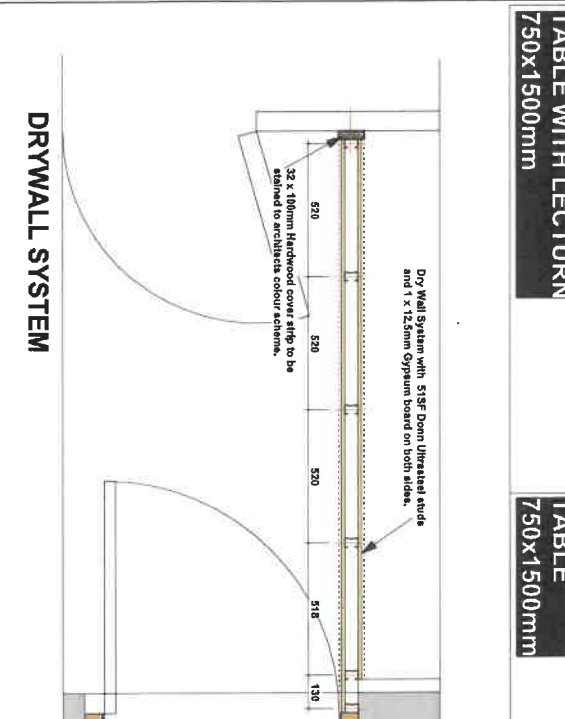 TABLE WITH LECTURN
750x1500mm
TABLE
750x1500mm
Dry Wall System with 51SF Donn Ultrasteel studs
and 1 x 12.5mm Gypsum board on both sides.
520
520
520
518
130
32 x 100mm Hardwood cover strip to be
stained to architects colour scheme.
DRYWALL SYSTEM